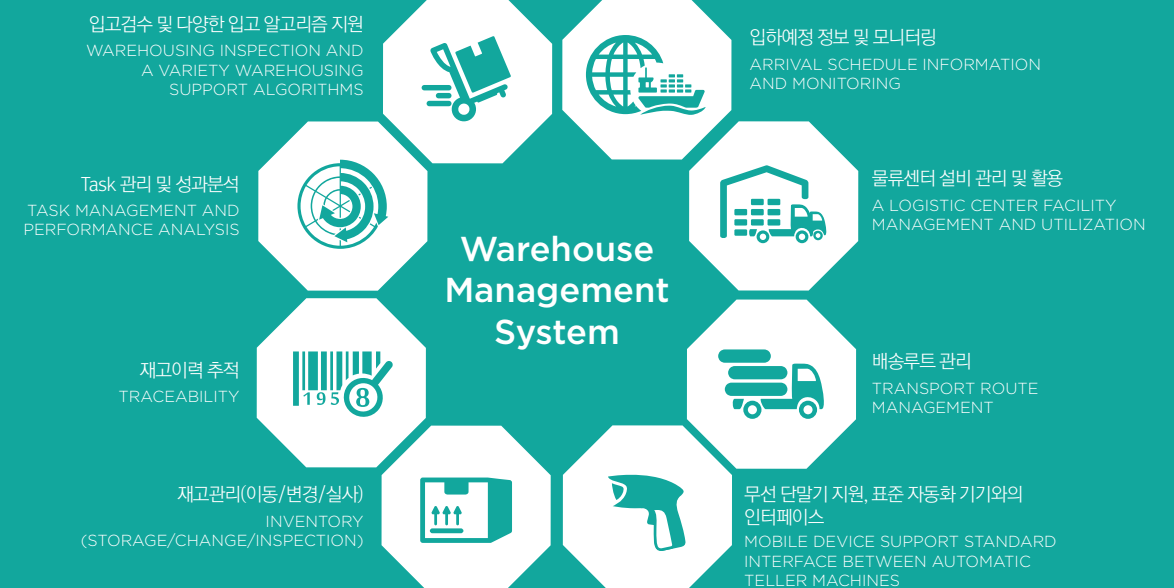 입고검수 및 다양한 입고 알고리즘 지원
WAREHOUSING INSPECTION AND
A VARIETY WAREHOUSING
SUPPORT ALGORITHMS
입하예정 정보 및 모니터링
ARRIVAL SCHEDULE INFORMATION
AND MONITORING
Task 관리 및 성과분석
TASK MANAGEMENT AND
PERFORMANCE ANALYSIS
물류센터 설비 관리 및 활용
A LOGISTIC CENTER FACILITY
MANAGEMENT AND UTILIZATION
Warehouse
Management
System
재고이력 추적
TRACEABILITY
195 8
배송루트 관리
TRANSPORT ROUTE
MANAGEMENT
재고관리(이동/변경/실사)
INVENTORY
(STORAGE/CHANGE/INSPECTION)
무선 단말기 지원, 표준 자동화 기기와의
인터페이스
MOBILE DEVICE SUPPORT STANDARD
INTERFACE BETWEEN AUTOMATIC
TELLER MACHINES